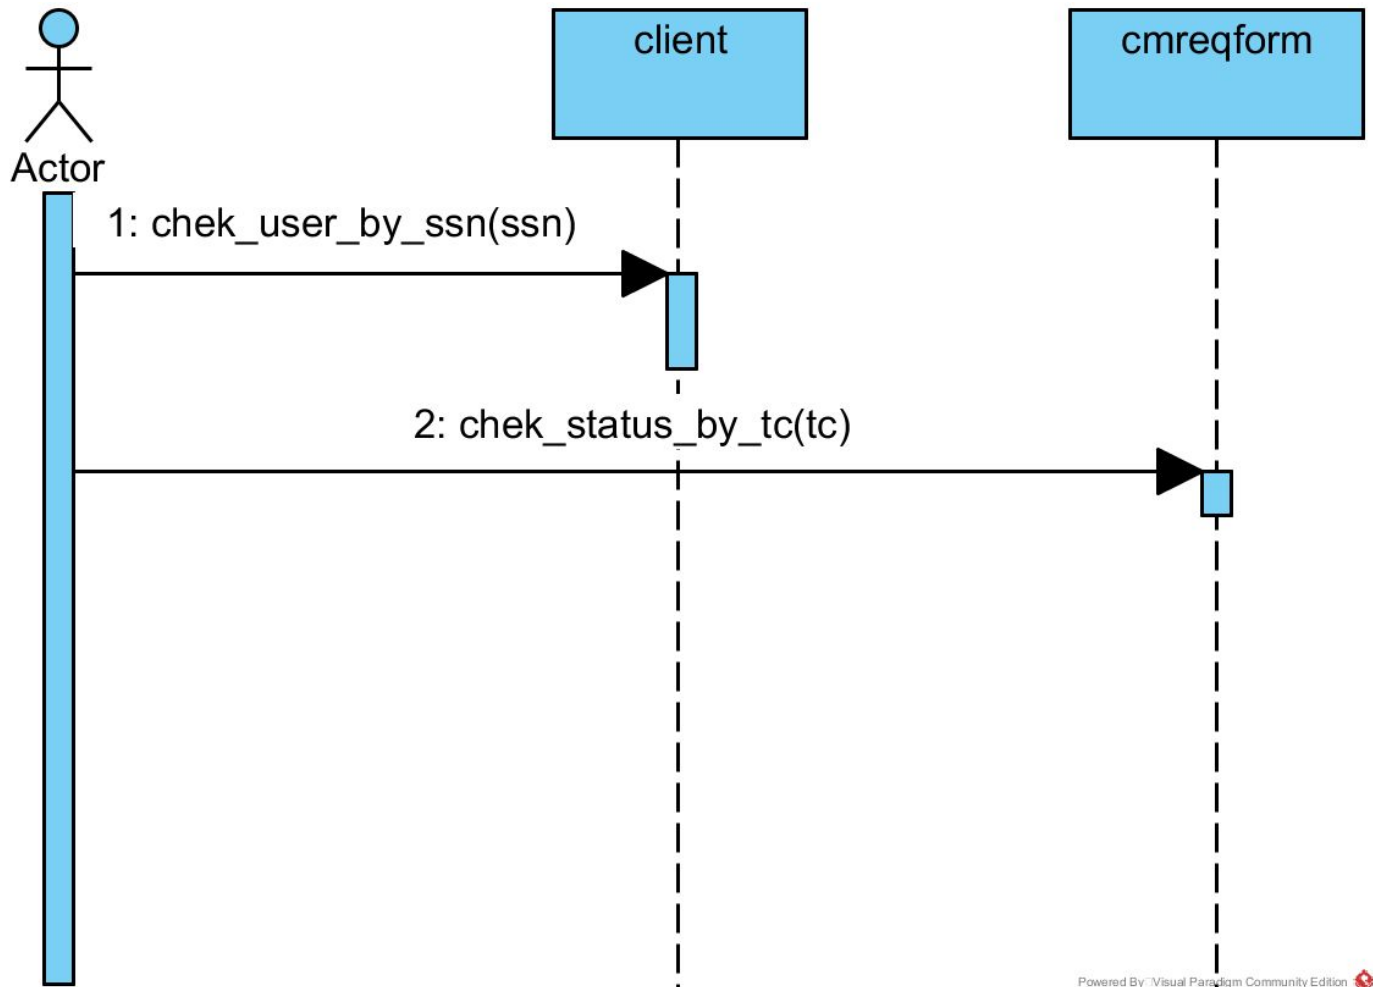 client
cmreqform
Actor
1: chek_user_by_ssn(ssn)
2: chek_status_by_tc(tc)
Powered By Visual Paradigm Community Edition